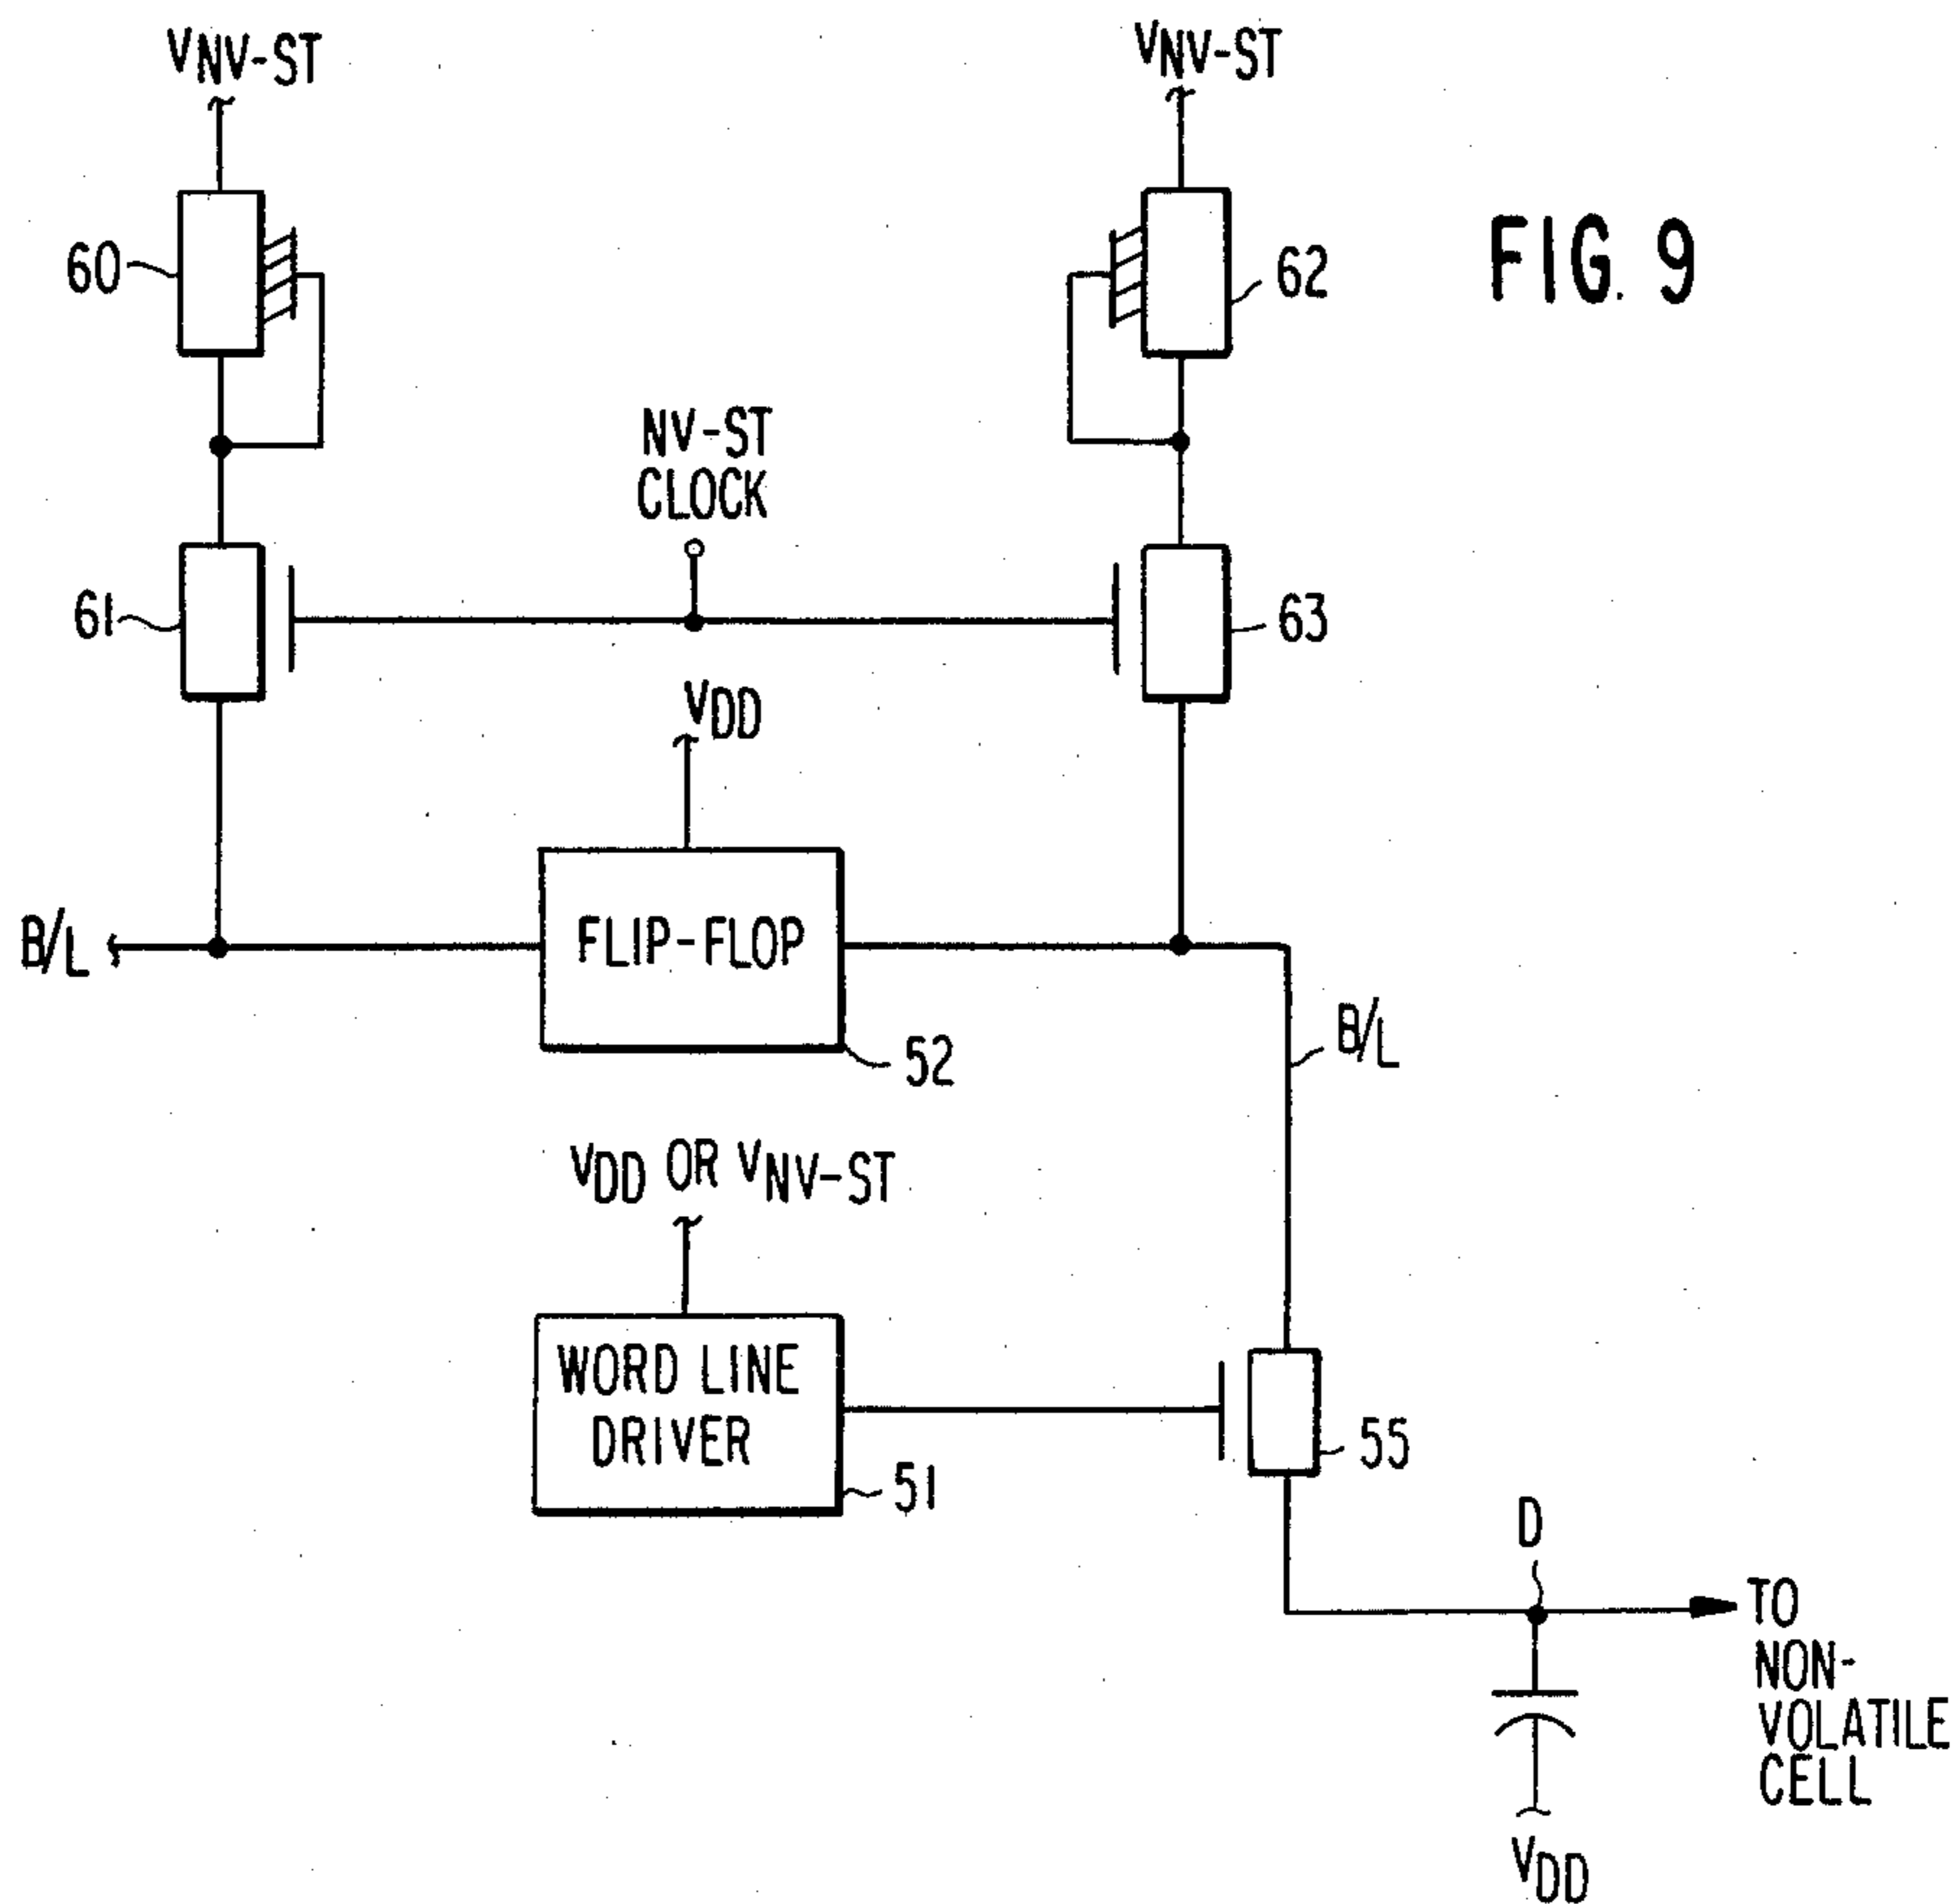 VNV-ST
VNV-ST
FIG. 9
60
62
NV-ST
CLOCK
61
63
VDD
B/L
FLIP-FLOP
52
B/L
VDD OR VNV-ST
WORD LINE
DRIVER
51
55
D
TO
NON-
VOLATILE
CELL
VDD